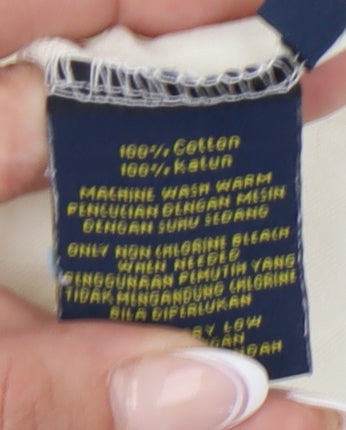 100% Cotton
100% Katun
MACHINE WASH WARM
PENCUCIAN DENGAN MESIN
DENGAN SUHU SEDANG
ONLY NON CHLORINE BLEACH
WHEN NEEDED
PENGGUNAAN PEMUTIH YANG
TIDAK MENGANDUNG CHLORINE
BILA DIPERLUKAN
LOW